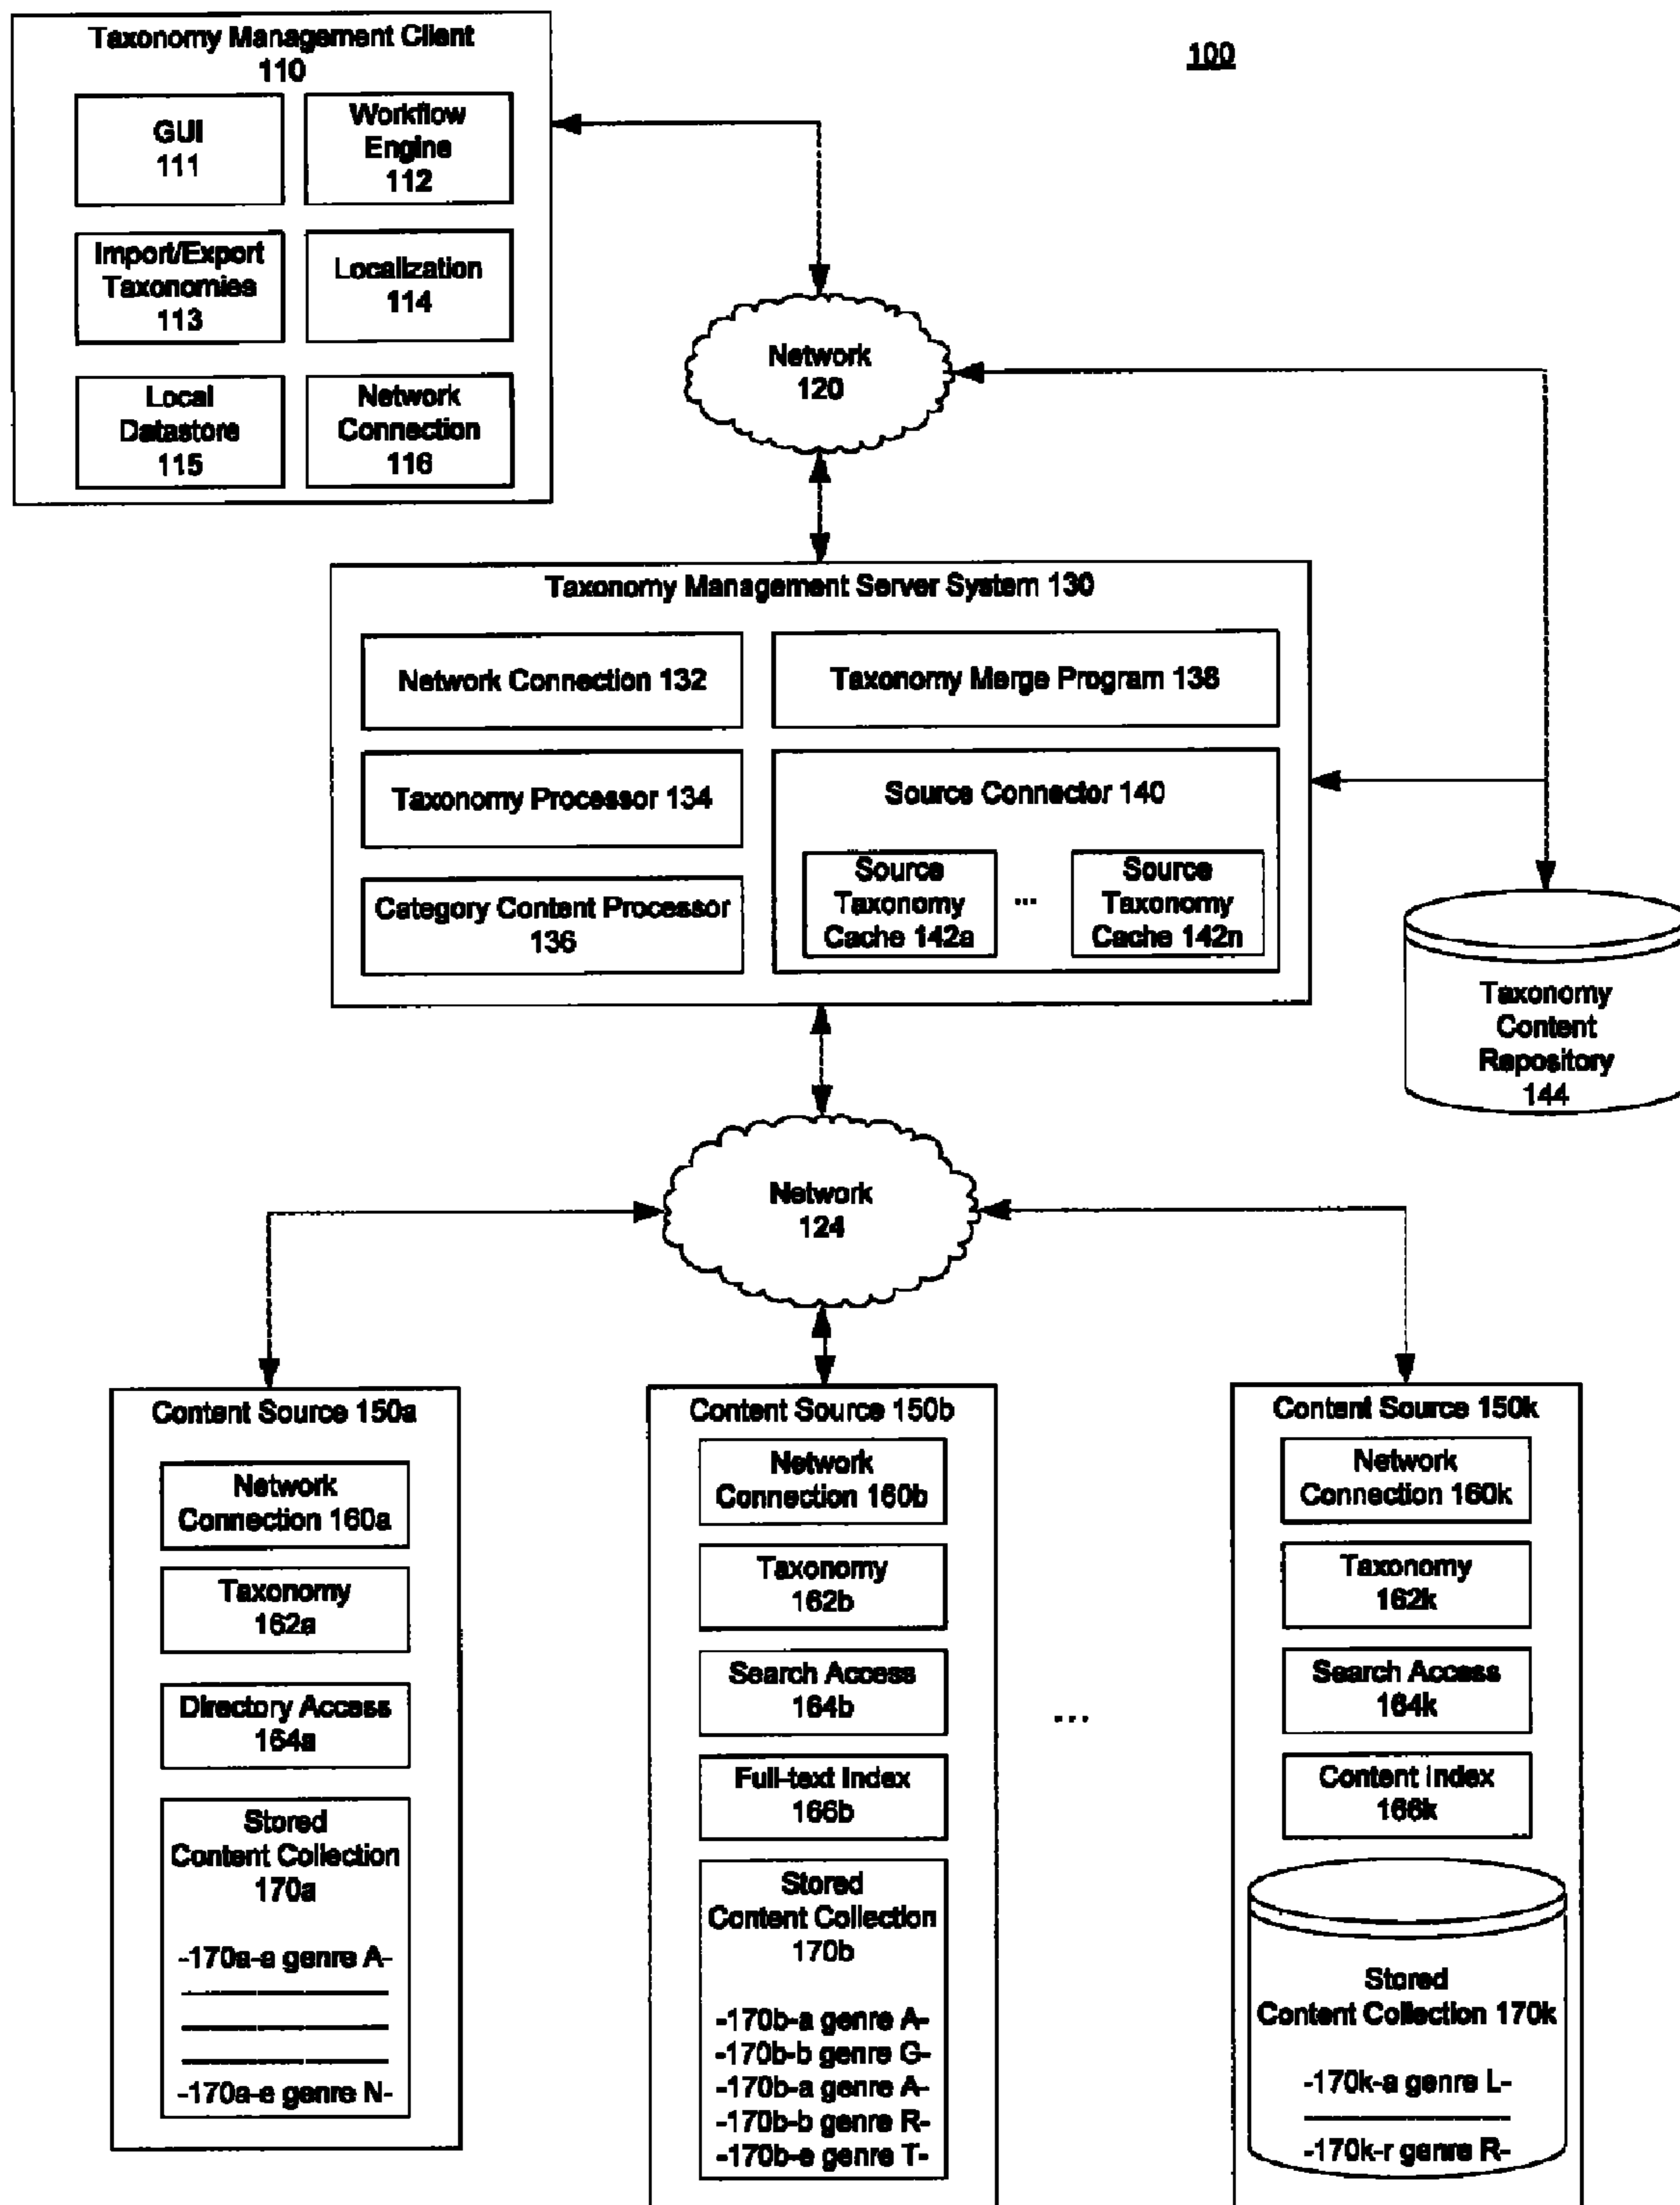 Taxonomy Management Client
110
100
GUI
111
Workflow
Engine
112
Import/Export
Taxonomies
113
Localization
114
Local
Datastore
115
Network
Connection
116
Network
120
Taxonomy Management Server System 130
Network Connection 132
Taxonomy Merge Program 138
Taxonomy Processor 134
Source Connector 140
Category Content Processor
136
Source
Taxonomy
Cache 142a
...
Source
Taxonomy
Cache 142n
Taxonomy
Content
Repository
144
Network
124
Content Source 150a
Network
Connection 160a
Taxonomy
162a
Directory Access
164a
Stored
Content Collection
170a
-170a-a genre A-
-170a-e genre N-
Content Source 150b
Network
Connection 160b
Taxonomy
162b
Search Access
164b
Full-text Index
166b
Stored
Content Collection
170b
-170b-a genre A-
-170b-b genre G-
-170b-a genre A-
-170b-b genre R-
-170b-e genre T-
...
Content Source 150k
Network
Connection 160k
Taxonomy
162k
Search Access
164k
Content Index
166k
Stored
Content Collection 170k
-170k-a genre L-
-170k-r genre R-